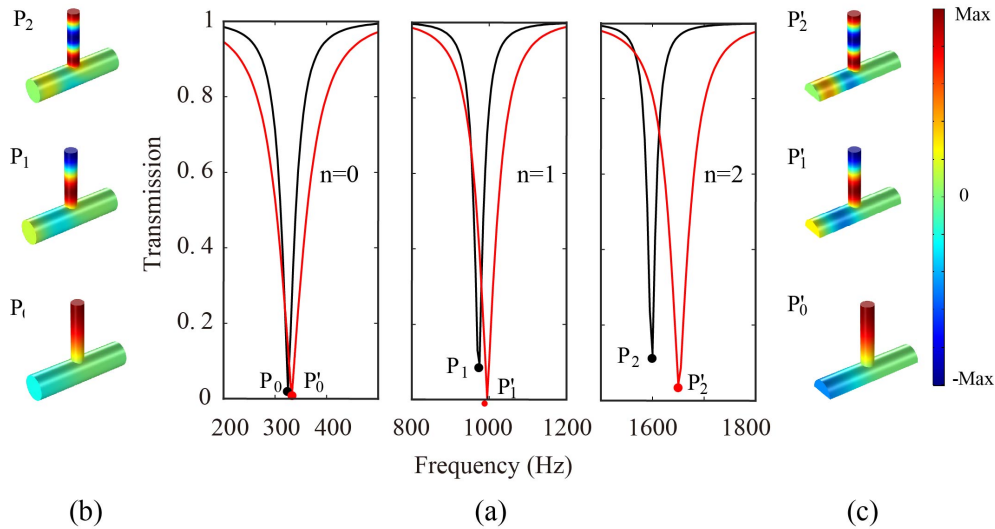 P2
P1
P0
Transmission
1
0.8
0.6
0.4
0.2
0
n=0
n=1
n=2
P0
P'0
P1
P'1
P2
P'2
200 300 400
800 1000 1200
1600 1800
Frequency (Hz)
P'2
P'1
P'0
Max
0
-Max
(b)
(a)
(c)